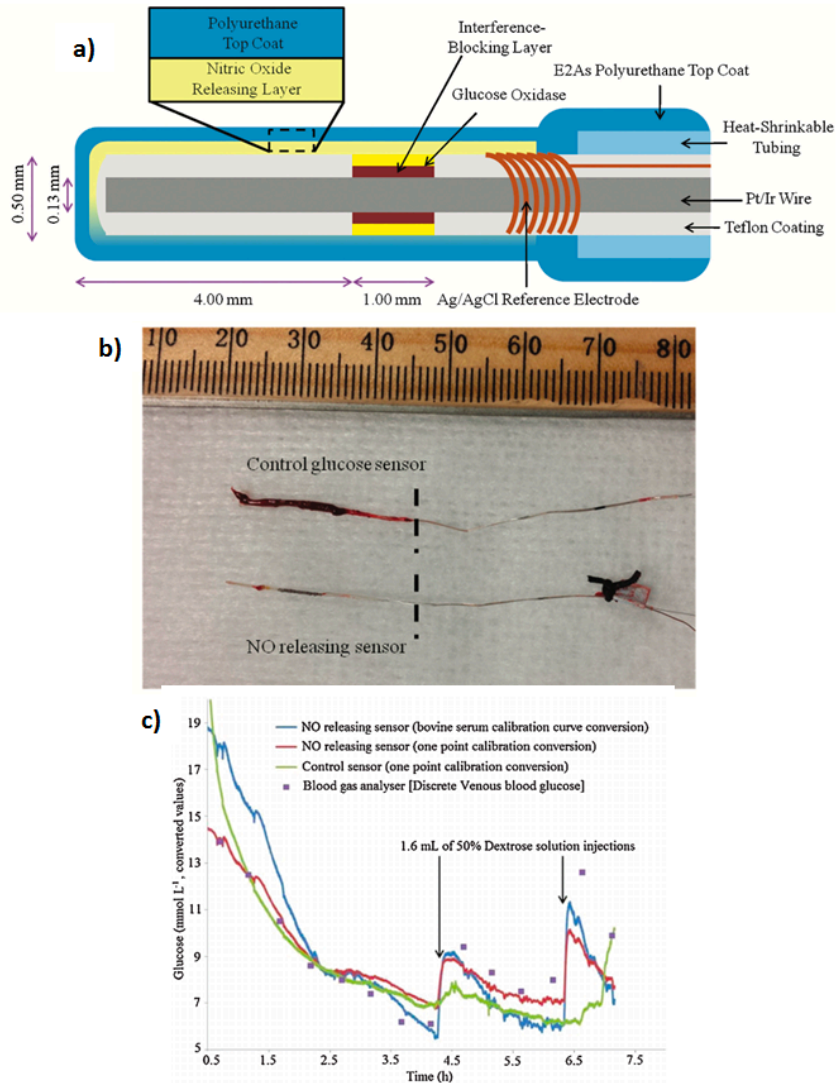 a)
Polyurethane
Top Coat
Nitric Oxide
Releasing Layer
Interference-
Blocking Layer
Glucose Oxidase
E2As Polyurethane Top Coat
Heat-Shrinkable
Tubing
Pt/Ir Wire
Teflon Coating
0.50 mm
0.13 mm
4.00 mm
1.00 mm
Ag/AgCl Reference Electrode
b)
10 20 30 40 50 60 70 80
Control glucose sensor
NO releasing sensor
c)
NO releasing sensor (bovine serum calibration curve conversion)
NO releasing sensor (one point calibration conversion)
Control sensor (one point calibration conversion)
Blood gas analyser [Discrete Venous blood glucose]
1.6 mL of 50% Dextrose solution injections
Glucose (mmol L⁻¹, converted values)
19
17
15
13
11
9
7
5
0.5 1.5 2.5 3.5 4.5 5.5 6.5 7.5
Time (h)